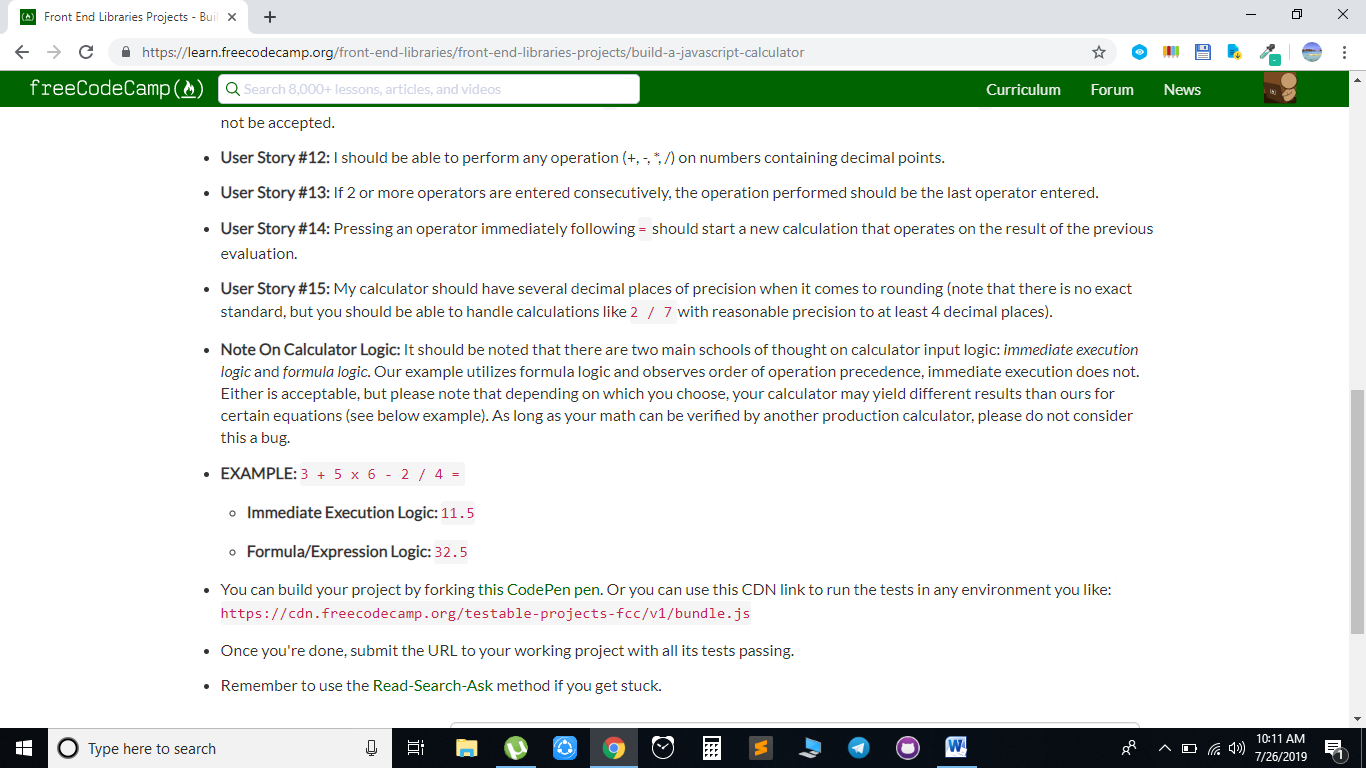 Front End Libraries Projects - Bui
https://learn.freecodecamp.org/front-end-libraries/front-end-libraries-projects/build-a-javascript-calculator
freeCodeCamp
Search 8,000+ lessons, articles, and videos
Curriculum Forum News
not be accepted.
User Story #12: I should be able to perform any operation (+, -, *, /) on numbers containing decimal points.
User Story #13: If 2 or more operators are entered consecutively, the operation performed should be the last operator entered.
User Story #14: Pressing an operator immediately following = should start a new calculation that operates on the result of the previous
evaluation.
User Story #15: My calculator should have several decimal places of precision when it comes to rounding (note that there is no exact
standard, but you should be able to handle calculations like 2 / 7 with reasonable precision to at least 4 decimal places).
Note On Calculator Logic: It should be noted that there are two main schools of thought on calculator input logic: immediate execution
logic and formula logic. Our example utilizes formula logic and observes order of operation precedence, immediate execution does not.
Either is acceptable, but please note that depending on which you choose, your calculator may yield different results than ours for
certain equations (see below example). As long as your math can be verified by another production calculator, please do not consider
this a bug.
EXAMPLE: 3 + 5 x 6 - 2 / 4 =
Immediate Execution Logic: 11.5
Formula/Expression Logic: 32.5
You can build your project by forking this CodePen pen. Or you can use this CDN link to run the tests in any environment you like:
https://cdn.freecodecamp.org/testable-projects-fcc/v1/bundle.js
Once you're done, submit the URL to your working project with all its tests passing.
Remember to use the Read-Search-Ask method if you get stuck.
Type here to search
10:11 AM
7/26/2019
1